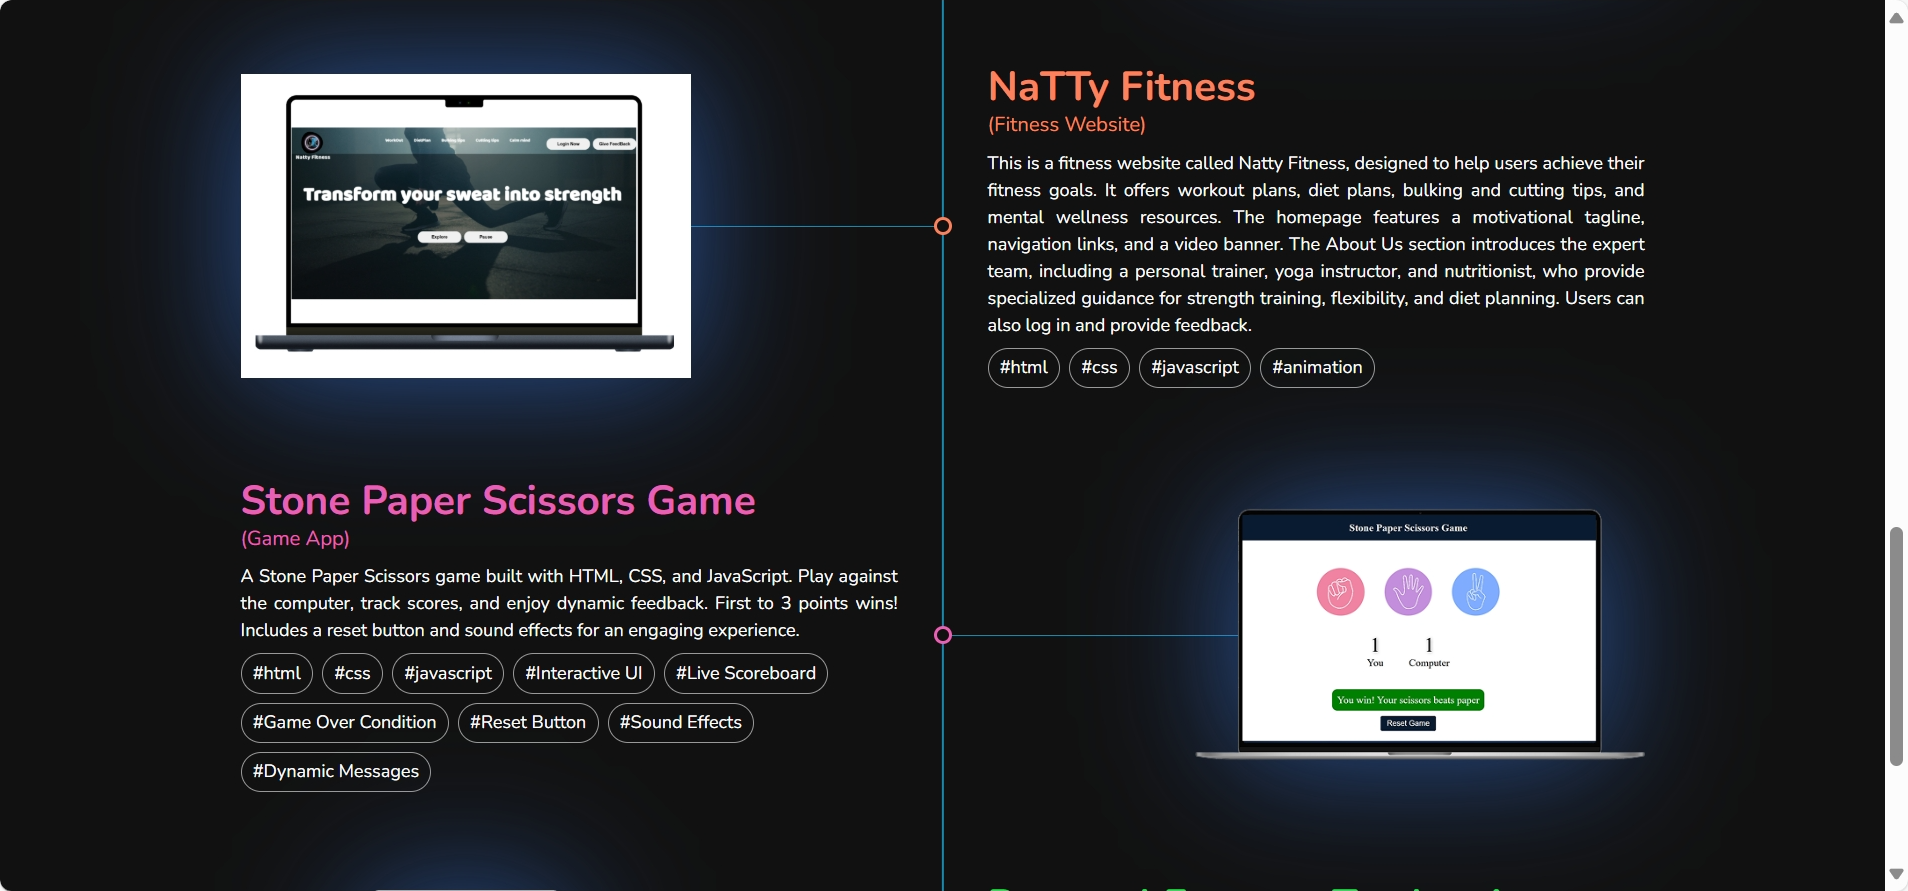 NaTTy Fitness
(Fitness Website)
This is a fitness website called Natty Fitness, designed to help users achieve their
fitness goals. It offers workout plans, diet plans, bulking and cutting tips, and
mental wellness resources. The homepage features a motivational tagline,
navigation links, and a video banner. The About Us section introduces the expert
team, including a personal trainer, yoga instructor, and nutritionist, who provide
specialized guidance for strength training, flexibility, and diet planning. Users can
also log in and provide feedback.
#html #css #javascript #animation
Login Now Give FeedBack
Natty Fitness
Transform your sweat into strength
Explore Pause
Stone Paper Scissors Game
(Game App)
A Stone Paper Scissors game built with HTML, CSS, and JavaScript. Play against
the computer, track scores, and enjoy dynamic feedback. First to 3 points wins!
Includes a reset button and sound effects for an engaging experience.
#html #css #javascript #Interactive UI #Live Scoreboard
#Game Over Condition #Reset Button #Sound Effects
#Dynamic Messages
Stone Paper Scissors Game
1 1
You Computer
You win! Your scissors beats paper
Reset Game